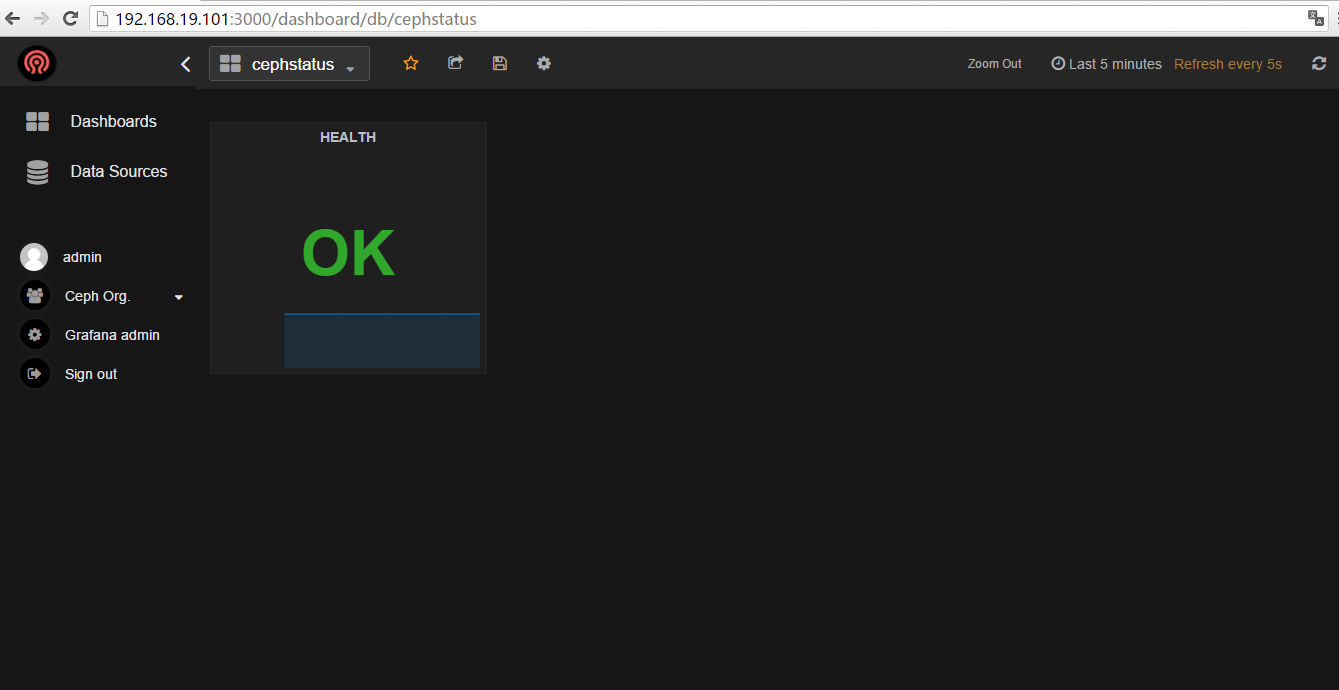 192.168.19.101:3000/dashboard/db/cephstatus
cephstatus
Zoom Out
Last 5 minutes
Refresh every 5s
Dashboards
Data Sources
admin
Ceph Org.
Grafana admin
Sign out
HEALTH
OK